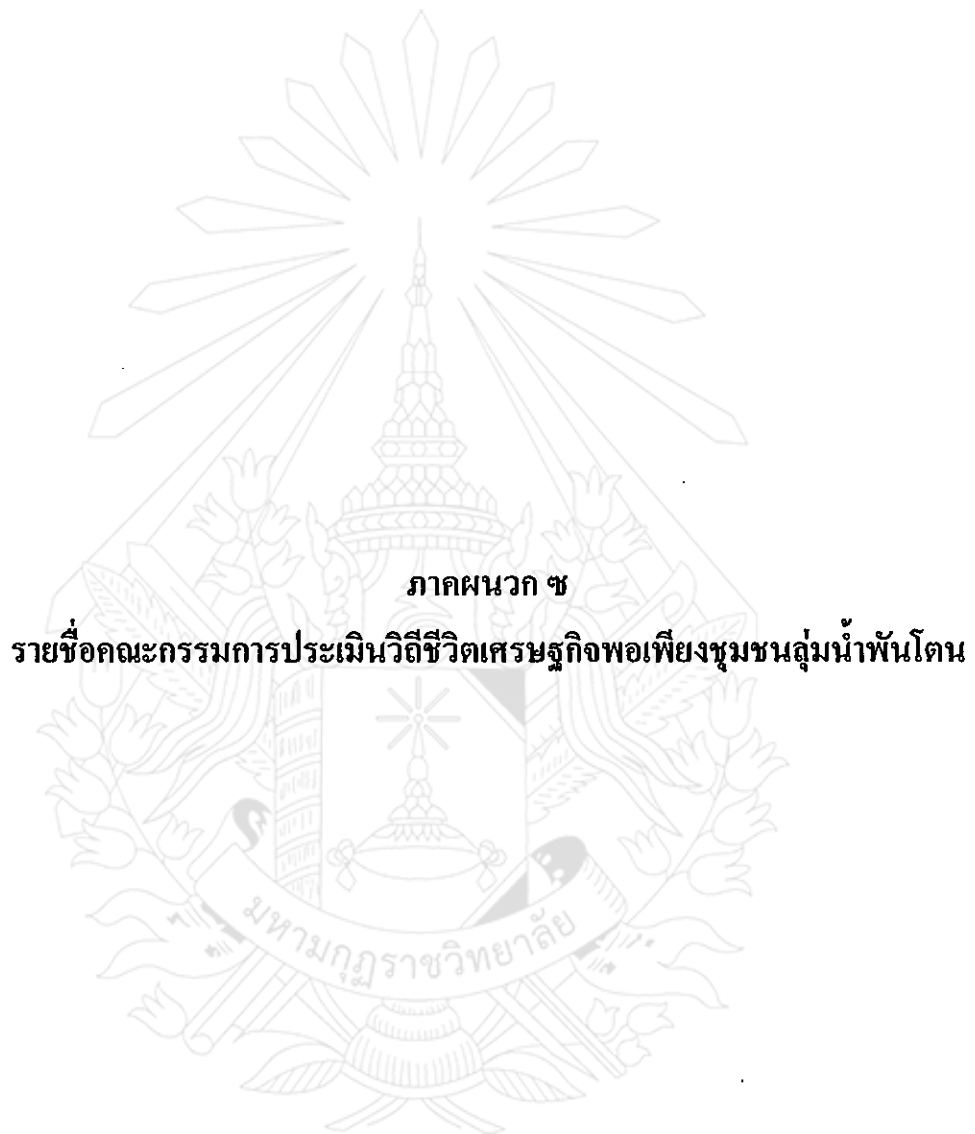 ภาคผนวก ซ
รายชื่อคณะกรรมการประเมินวิถีชีวิตเศรษฐกิจพอเพียงชุมชนลุ่มน้ำพันโตน
มหามกุฏราชวิทยาลัย